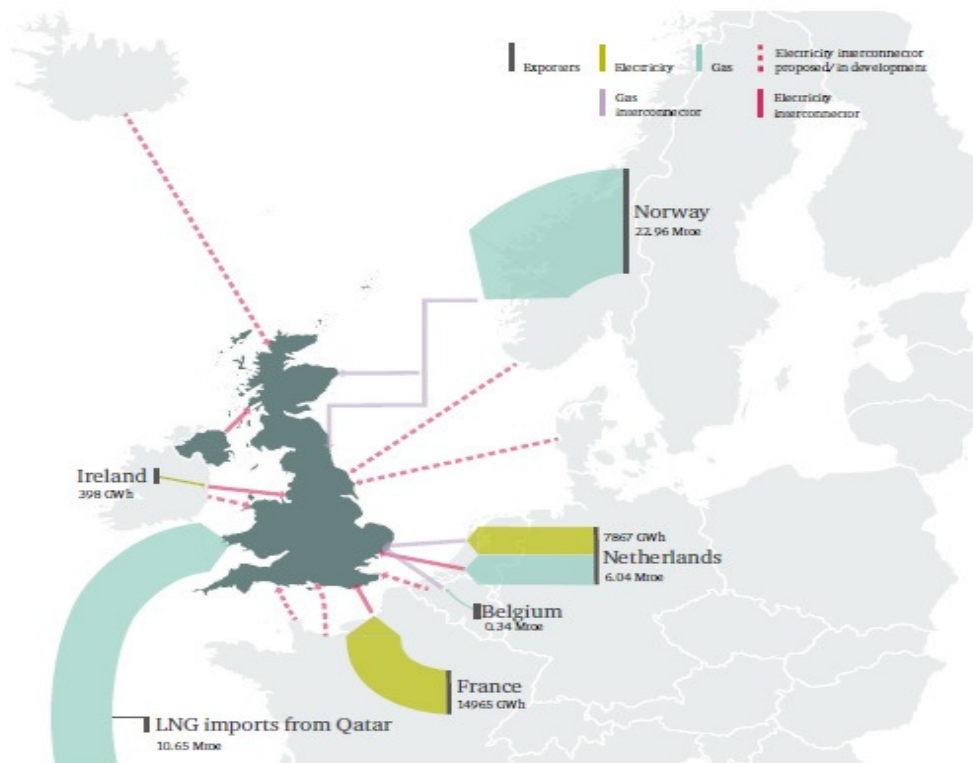 Exporters
Electricity
Gas
Electricity interconnector
proposed/in development
Gas
interconnector
Electricity
interconnector
Norway
22.96 Mtoe
Ireland
398 GWh
7867 GWh
Netherlands
6.04 Mtoe
Belgium
0.34 Mtoe
France
14965 GWh
LNG imports from Qatar
10.65 Mtoe